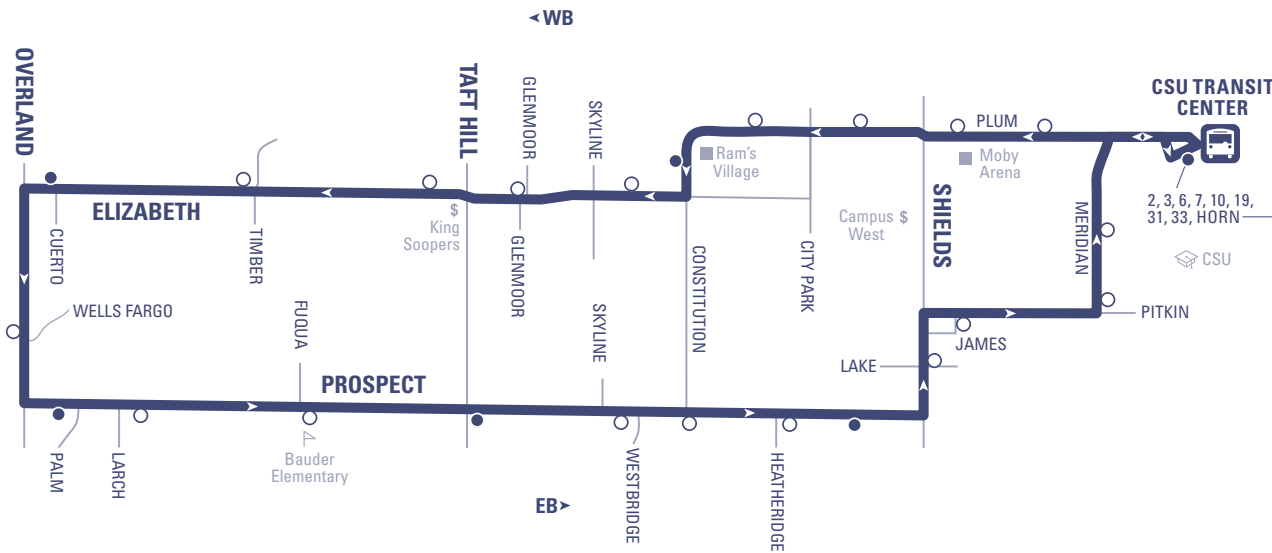 WB
OVERLAND
TAFT HILL
GLENMOOR
SKYLINE
CSU TRANSIT
CENTER
PLUM
Ram's
Village
Moby
Arena
2, 3, 6, 7, 10, 19,
31, 33, HORN
ELIZABETH
CUERTO
TIMBER
$
King
Soopers
GLENMOOR
CONSTITUTION
CITY PARK
Campus $
West
SHIELDS
MERIDIAN
CSU
WELLS FARGO
FUQUA
SKYLINE
PITKIN
JAMES
LAKE
PROSPECT
PALM
LARCH
Bauder
Elementary
WESTBRIDGE
HEATHERIDGE
EB